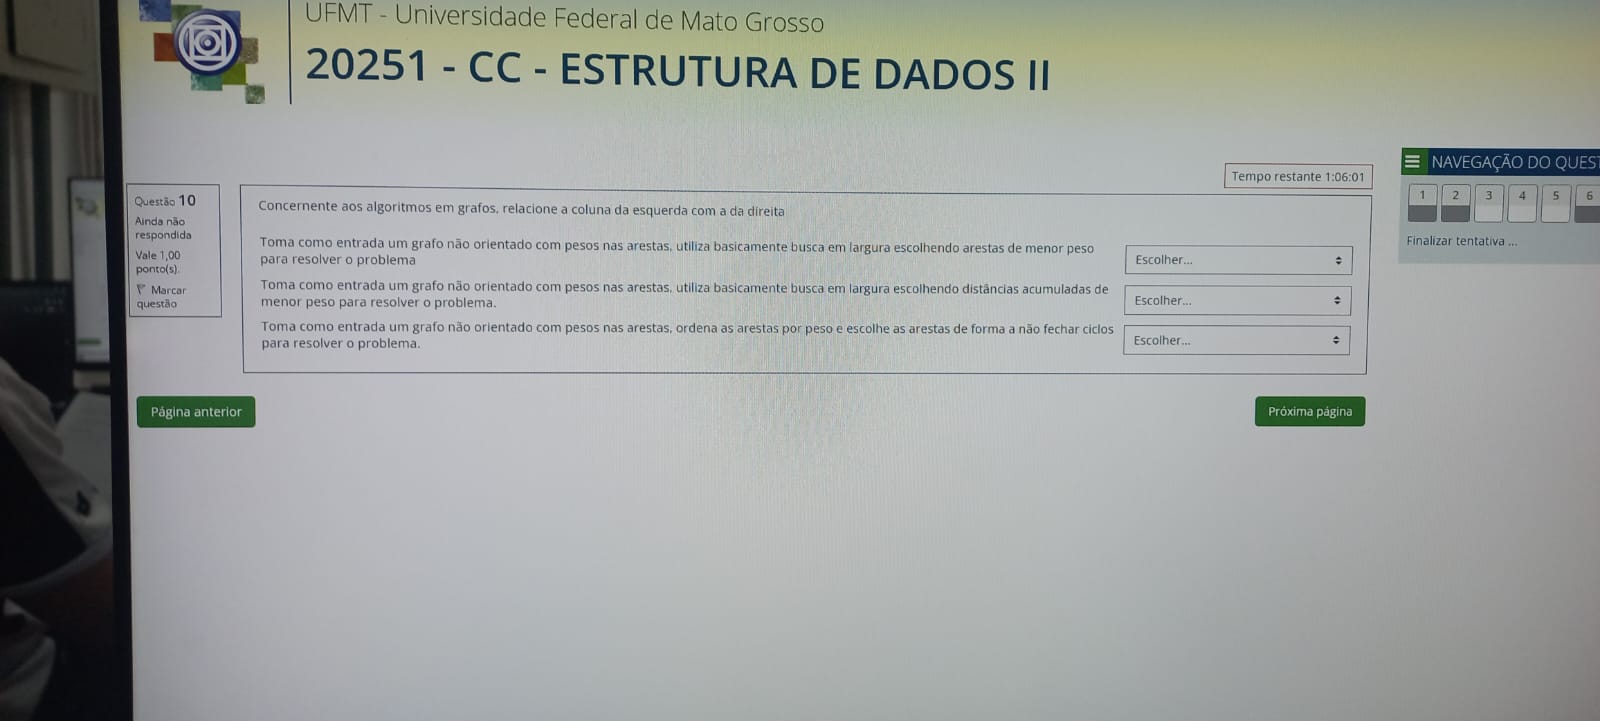 UFMT - Universidade Federal de Mato Grosso
20251 - CC - ESTRUTURA DE DADOS II
Tempo restante 1:06:01
NAVEGAÇÃO DO QUEST
1 2 3 4 5 6
Finalizar tentativa ...
Questão 10
Ainda não
respondida
Vale 1,00
ponto(s).
Marcar
questão
Concernente aos algoritmos em grafos, relacione a coluna da esquerda com a da direita
Toma como entrada um grafo não orientado com pesos nas arestas, utiliza basicamente busca em largura escolhendo arestas de menor peso
para resolver o problema
Escolher...
Toma como entrada um grafo não orientado com pesos nas arestas, utiliza basicamente busca em largura escolhendo distâncias acumuladas de
menor peso para resolver o problema.
Escolher...
Toma como entrada um grafo não orientado com pesos nas arestas, ordena as arestas por peso e escolhe as arestas de forma a não fechar ciclos
para resolver o problema.
Escolher...
Página anterior
Próxima página